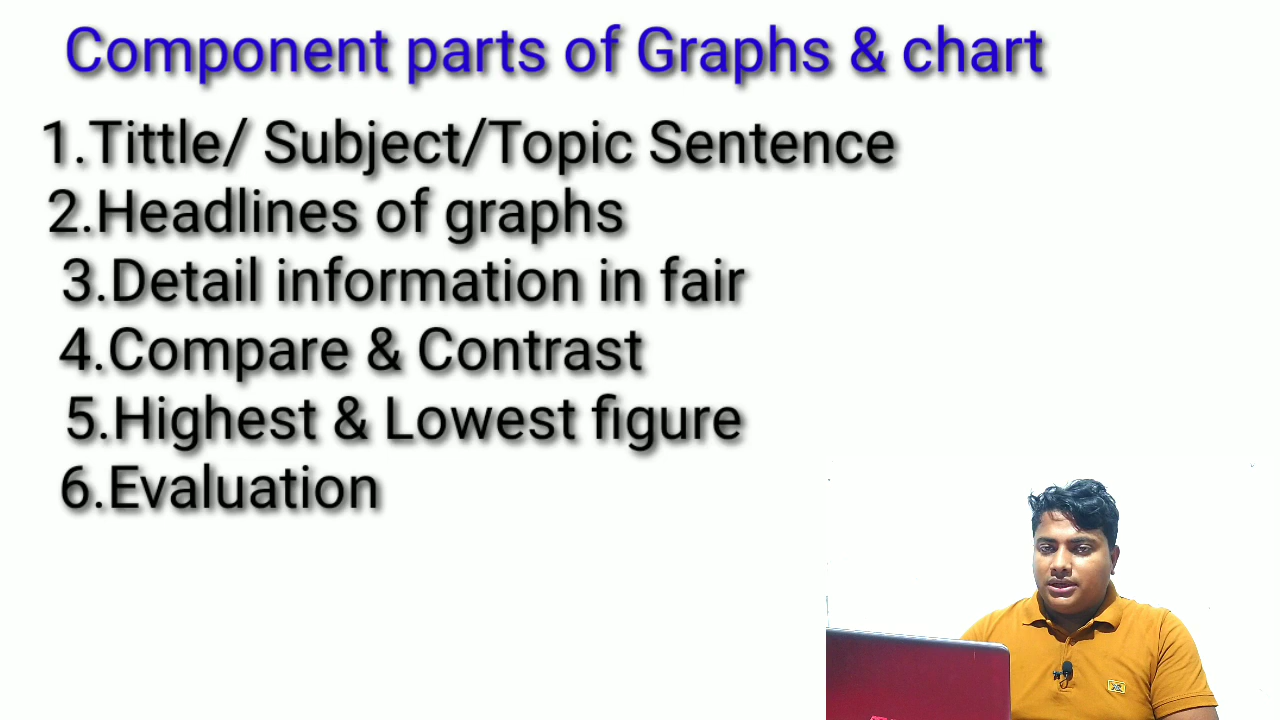 Component parts of Graphs & chart
1.Tittle/ Subject/Topic Sentence
2.Headlines of graphs
3.Detail information in fair
4.Compare & Contrast
5.Highest & Lowest figure
6.Evaluation